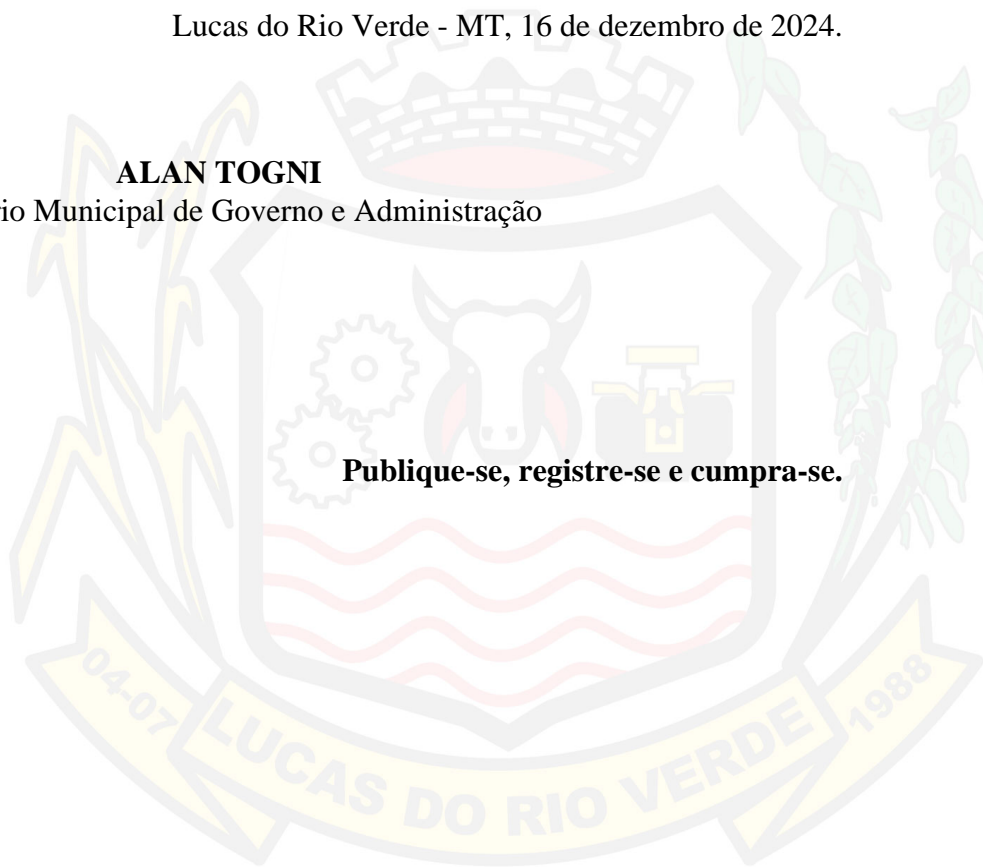 Lucas do Rio Verde - MT, 16 de dezembro de 2024.
ALAN TOGNI
rio Municipal de Governo e Administração
Publique-se, registre-se e cumpra-se.
04-07
LUCAS DO RIO VERDE
1988